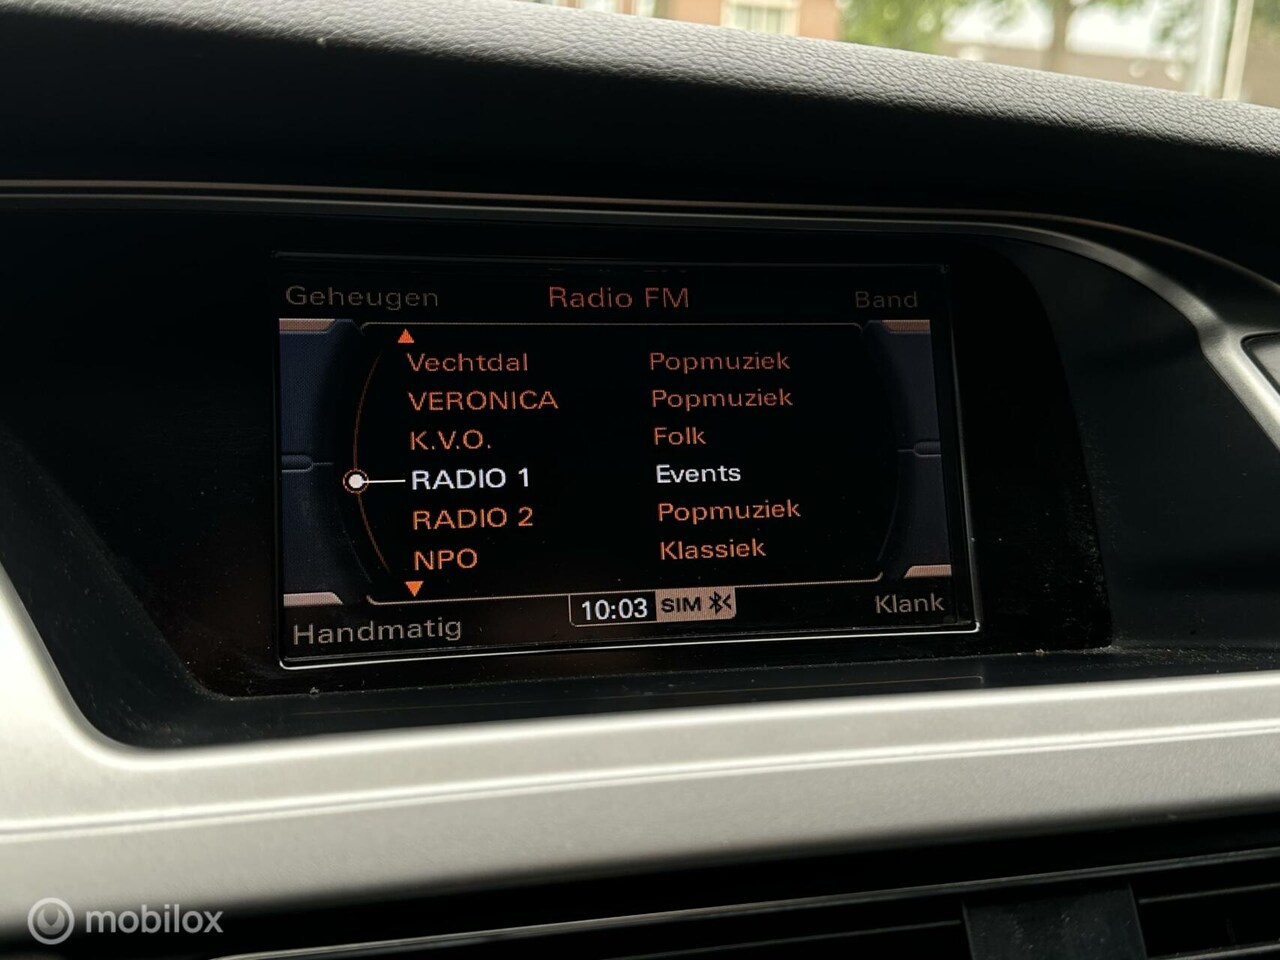 Geheugen Radio FM Band
Vechtdal Popmuziek
VERONICA Popmuziek
K.V.O. Folk
RADIO 1 Events
RADIO 2 Popmuziek
NPO Klassiek
Handmatig 10:03 SIM Klank
mobilox